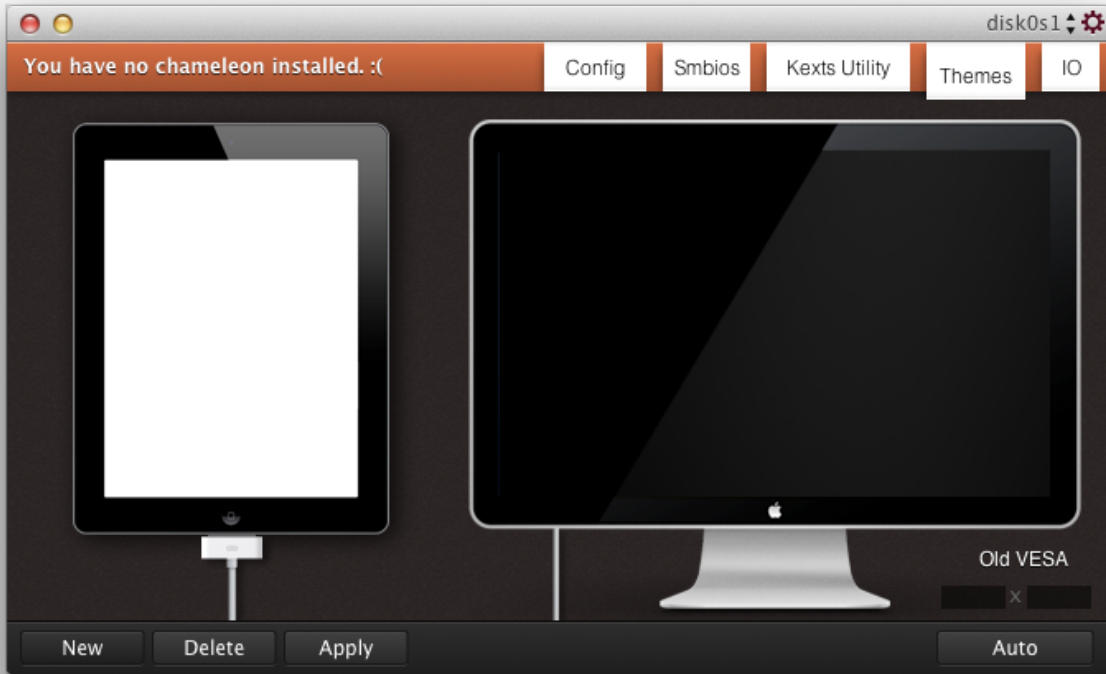 disk0s1
You have no chameleon installed. :(
Config
Smbios
Kexts Utility
Themes
IO
Old VESA
x
New
Delete
Apply
Auto